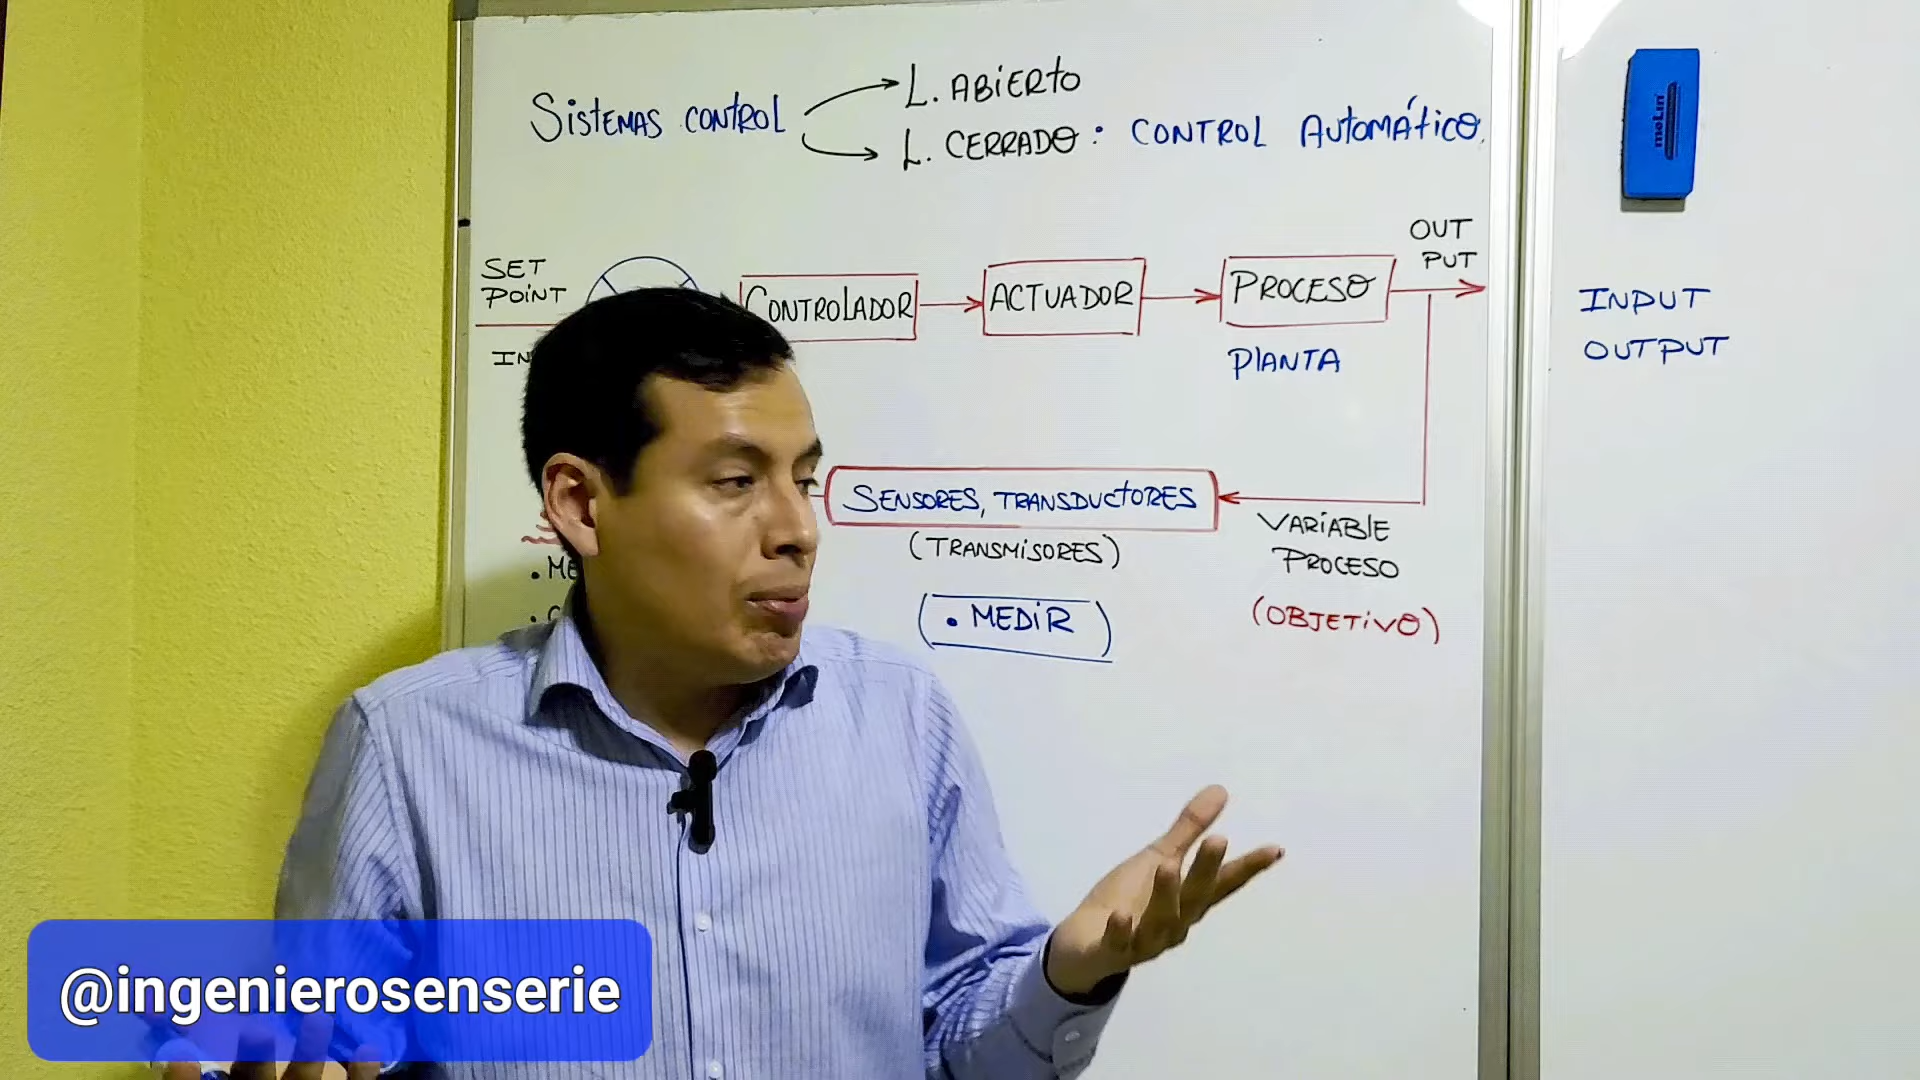 Sistemas control
L. Abierto
L. Cerrado: Control Automático.
SET
POINT
Controlador
Actuador
Proceso
OUT
PUT
Planta
INPUT
OUTPUT
Sensores, transductores
(transmisores)
• Medir
Variable
Proceso
(Objetivo)
meLin
@ingenierosenserie